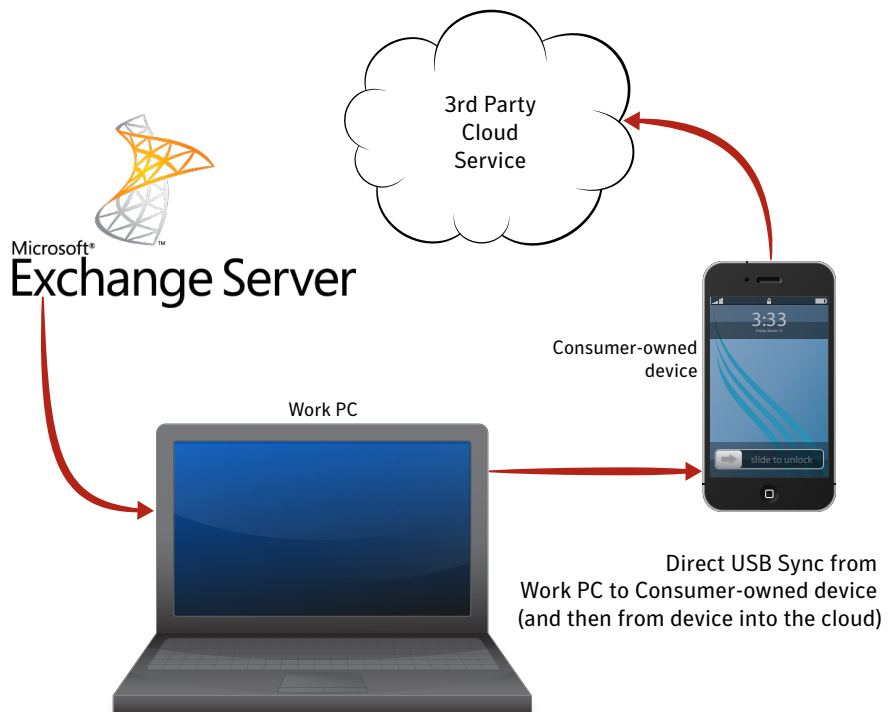 3rd Party
Cloud
Service
Microsoft®
Exchange Server
™
3:33
Consumer-owned
device
Work PC
slide to unlock
Direct USB Sync from
Work PC to Consumer-owned device
(and then from device into the cloud)